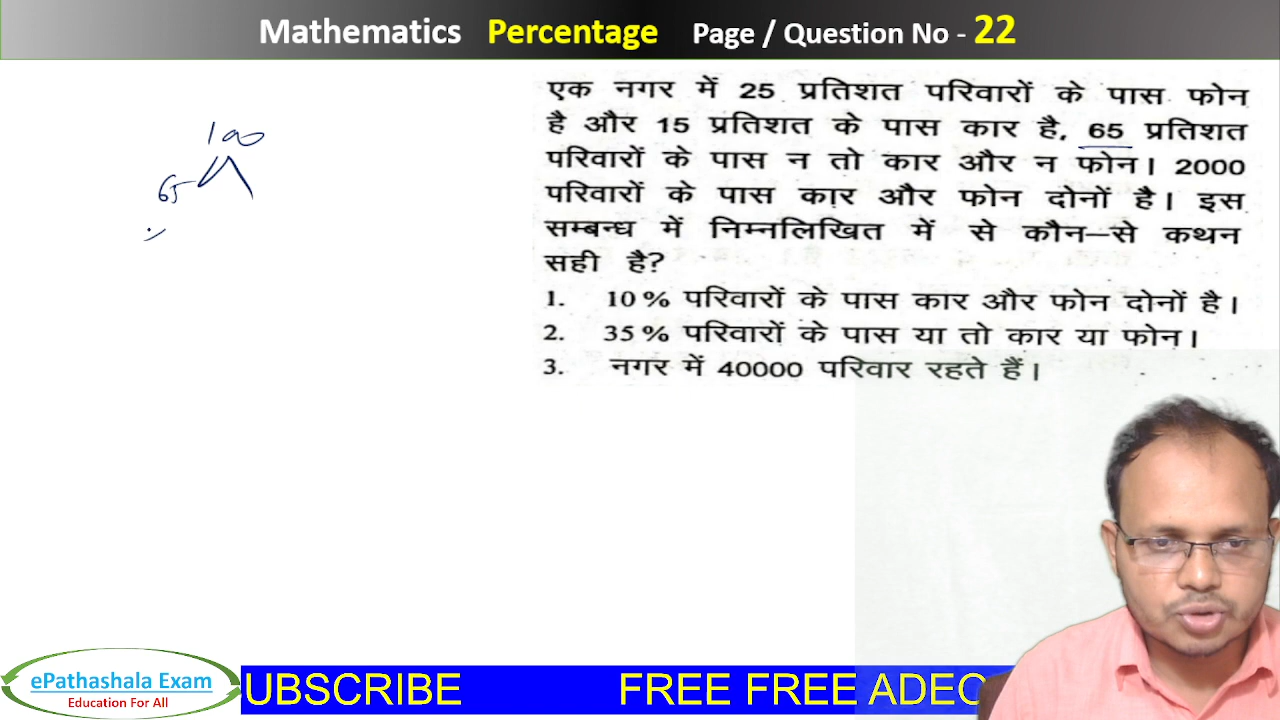 Mathematics Percentage Page / Question No - 22
एक नगर में 25 प्रतिशत परिवारों के पास फोन
है और 15 प्रतिशत के पास कार है, 65 प्रतिशत
परिवारों के पास न तो कार और न फोन। 2000
परिवारों के पास कार और फोन दोनों है। इस
सम्बन्ध में निम्नलिखित में से कौन–से कथन
सही है?
1. 10% परिवारों के पास कार और फोन दोनों है।
2. 35% परिवारों के पास या तो कार या फोन।
3. नगर में 40000 परिवार रहते हैं।
100
65
ePathashala Exam
Education For All
UBSCRIBE FREE FREE ADEC